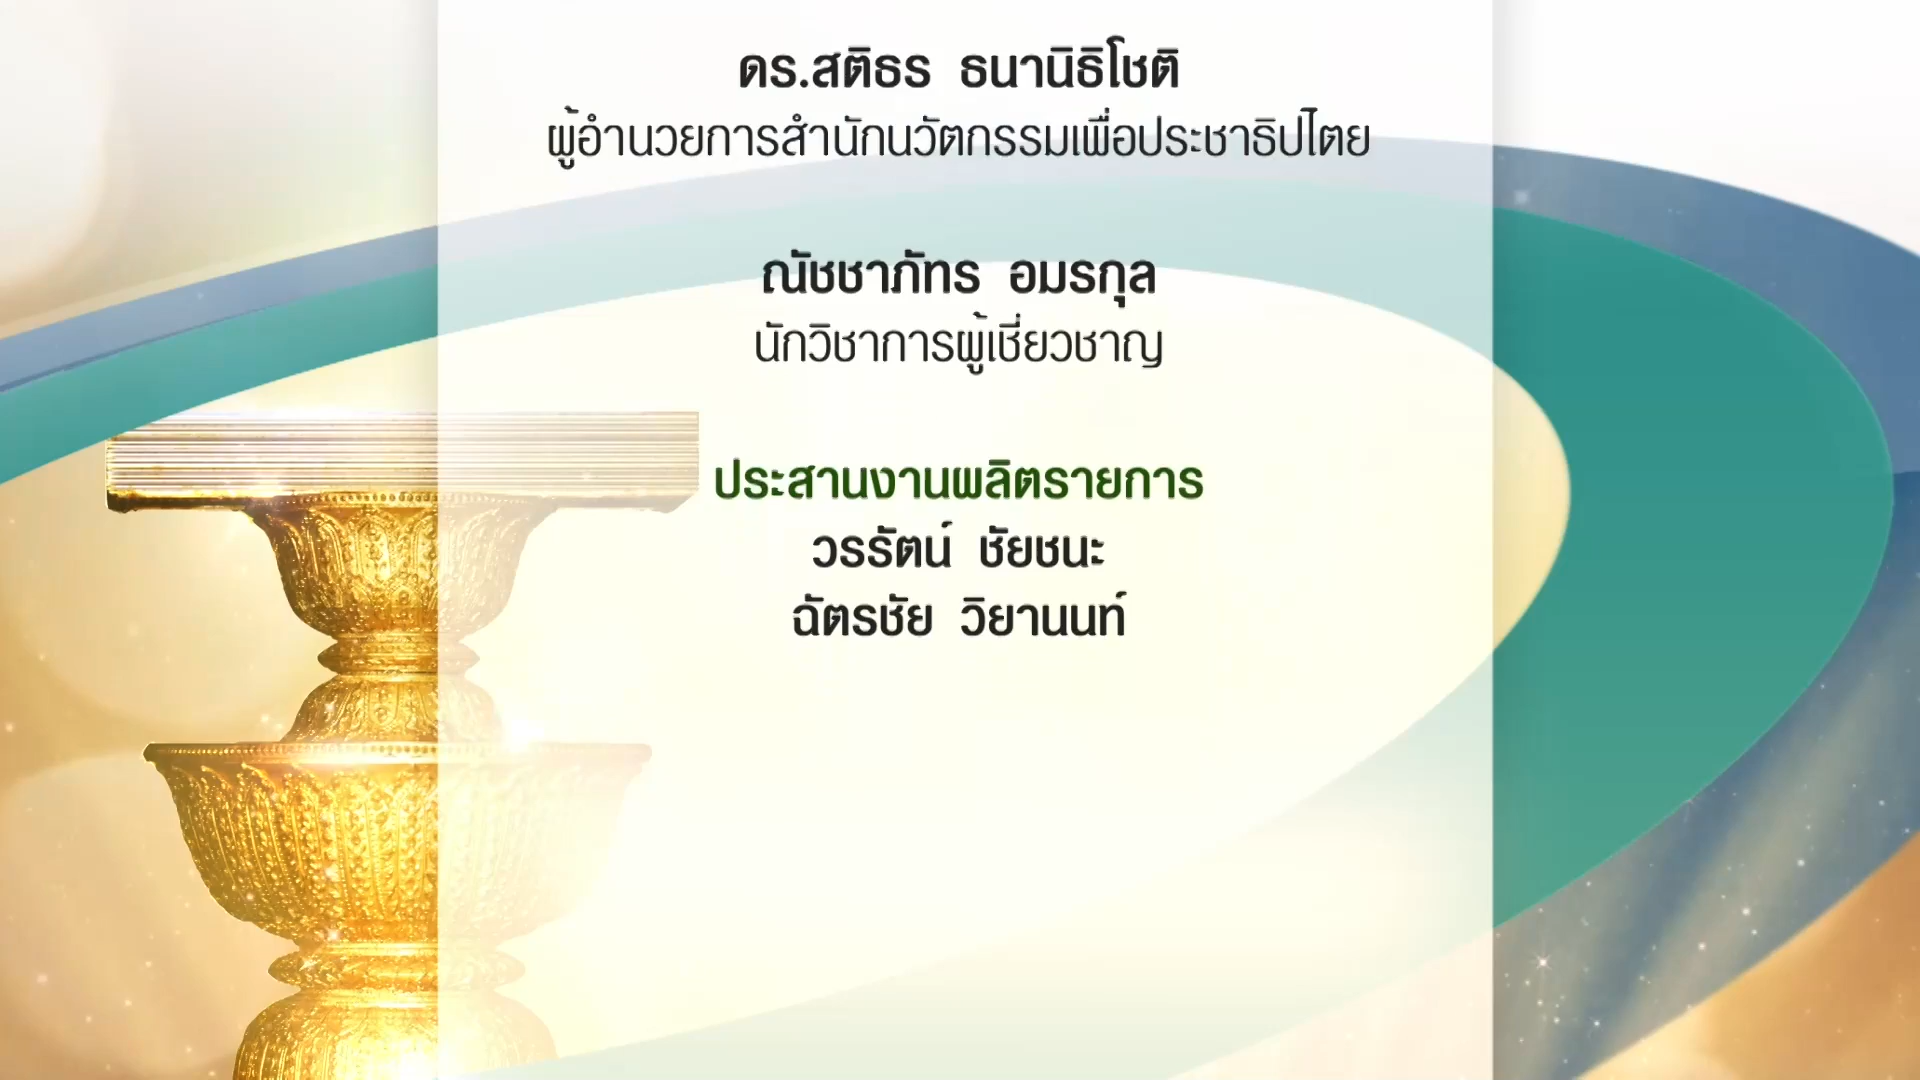 ดร.สติธร ธนานิธิโชติ
ผู้อำนวยการสำนักนวัตกรรมเพื่อประชาธิปไตย
ณัชชาภัทร อมรกุล
นักวิชาการผู้เชี่ยวชาญ
ประสานงานผลิตรายการ
วรรัตน์ ชัยชนะ
ฉัตรชัย วิยานนท์